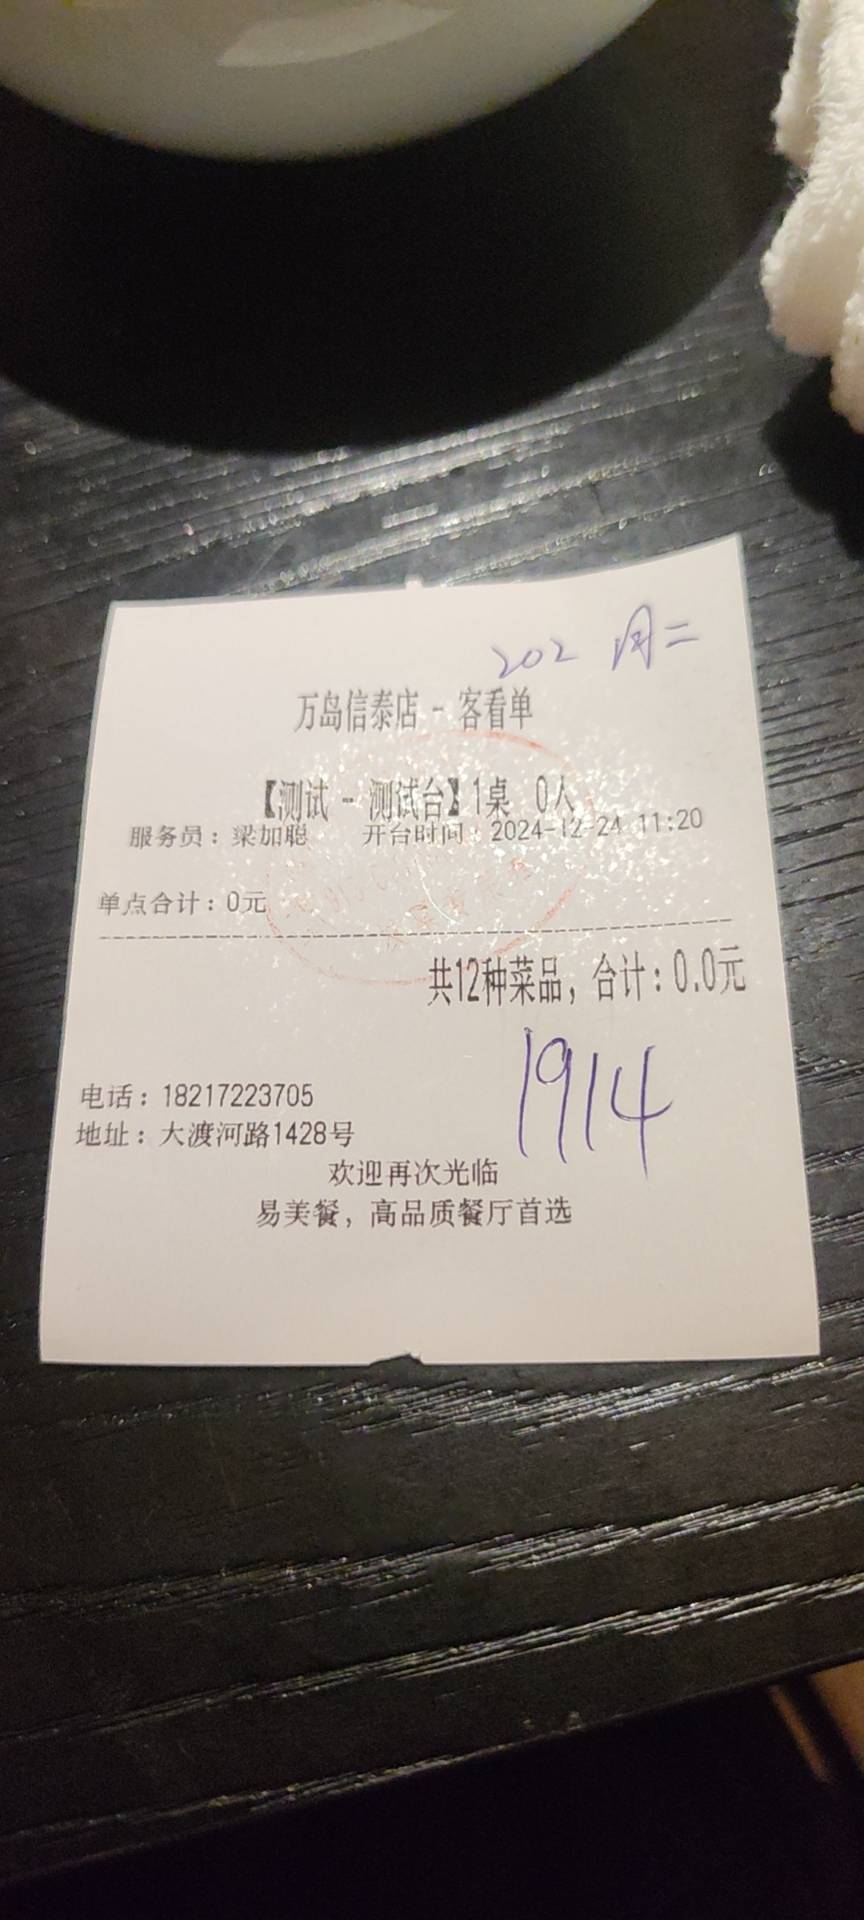 202 周二
万岛信泰店 - 客看单
【测试 - 测试台】1桌 0人
服务员：梁加聪 开台时间：2024-12-24 11:20
单点合计：0元
共12种菜品，合计：0.0元
1914
电话：18217223705
地址：大渡河路1428号
欢迎再次光临
易美餐，高品质餐厅首选